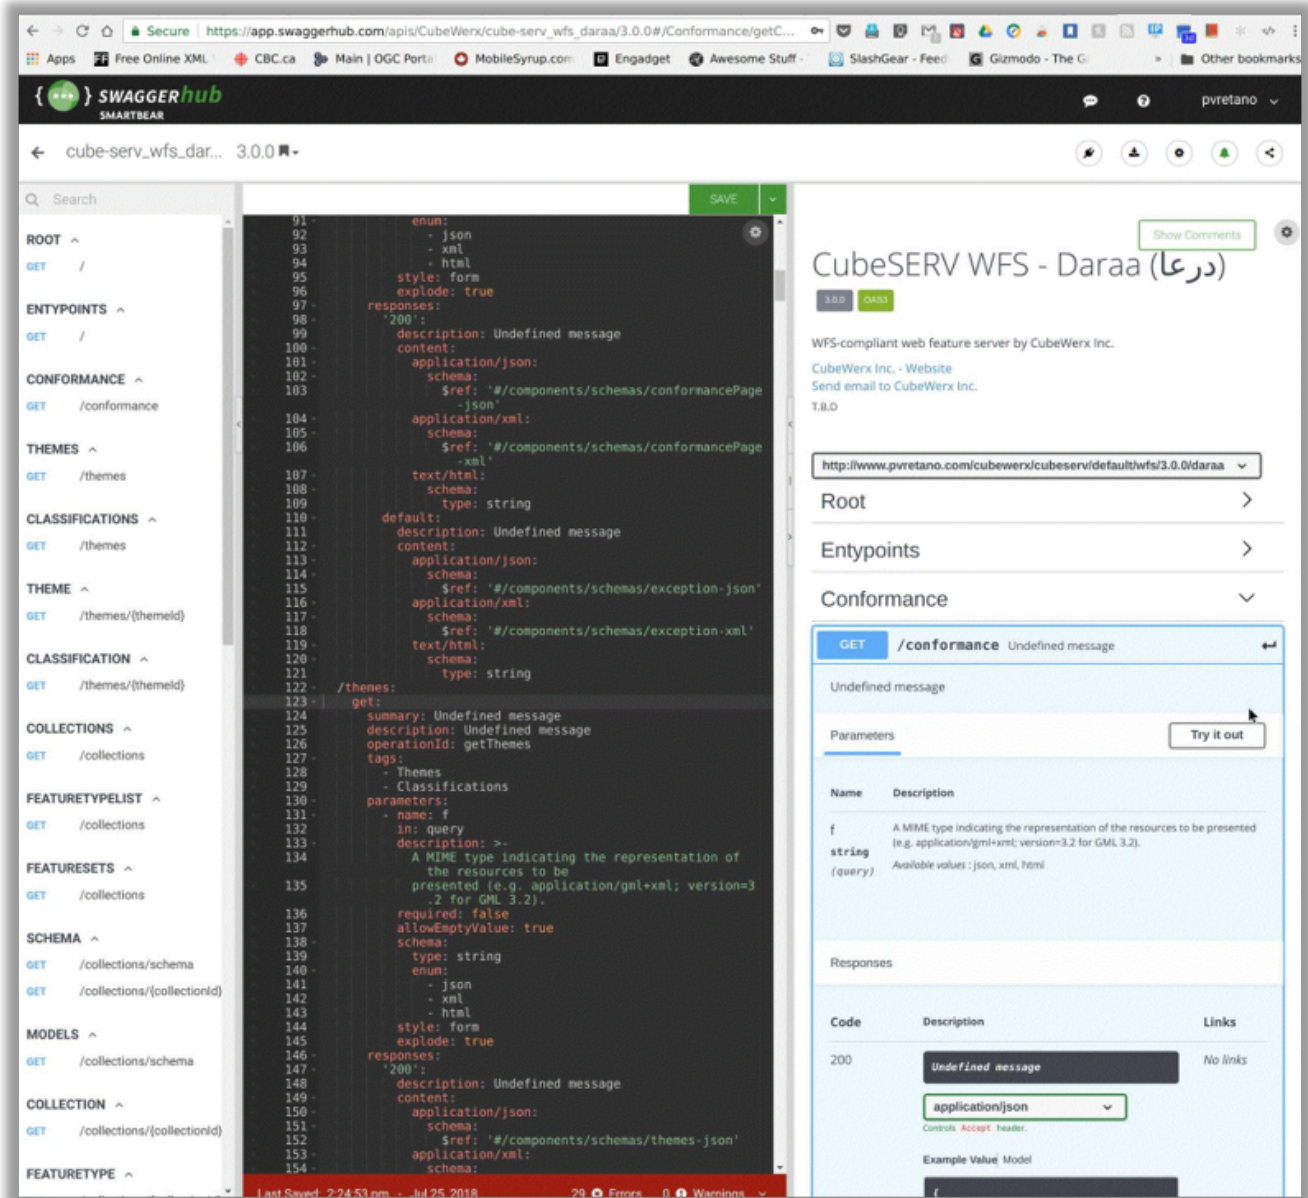 Secure https://app.swaggerhub.com/apis/CubeWerx/cube-serv_wfs_daraa/3.0.0#/Conformance/getC...
Apps Free Online XML CBC.ca Main | OGC Porta MobileSyrup.com Engadget Awesome Stuff - SlashGear - Feed Gizmodo - The G » Other bookmarks
{ ... } SWAGGERhub
SMARTBEAR
pvretano
cube-serv_wfs_dar... 3.0.0
Search
ROOT
GET /
ENTYPOINTS
GET /
CONFORMANCE
GET /conformance
THEMES
GET /themes
CLASSIFICATIONS
GET /themes
THEME
GET /themes/{themeId}
CLASSIFICATION
GET /themes/{themeId}
COLLECTIONS
GET /collections
FEATURETYPELIST
GET /collections
FEATURESETS
GET /collections
SCHEMA
GET /collections/schema
GET /collections/{collectionId}
MODELS
GET /collections/schema
COLLECTION
GET /collections/{collectionId}
FEATURETYPE
SAVE
91 enum:
92 - json
93 - xml
94 - html
95 style: form
96 explode: true
97 responses:
98 '200':
99 description: Undefined message
100 content:
101 application/json:
102 schema:
103 $ref: '#/components/schemas/conformancePage
-json'
104 application/xml:
105 schema:
106 $ref: '#/components/schemas/conformancePage
-xml'
107 text/html:
108 schema:
109 type: string
110 default:
111 description: Undefined message
112 content:
113 application/json:
114 schema:
115 $ref: '#/components/schemas/exception-json'
116 application/xml:
117 schema:
118 $ref: '#/components/schemas/exception-xml'
119 text/html:
120 schema:
121 type: string
122 /themes:
123 get:
124 summary: Undefined message
125 description: Undefined message
126 operationId: getThemes
127 tags:
128 - Themes
129 - Classifications
130 parameters:
131 - name: f
132 in: query
133 description: >-
134 A MIME type indicating the representation of
the resources to be
135 presented (e.g. application/gml+xml; version=3
.2 for GML 3.2).
136 required: false
137 allowEmptyValue: true
138 schema:
139 type: string
140 enum:
141 - json
142 - xml
143 - html
144 style: form
145 explode: true
146 responses:
147 '200':
148 description: Undefined message
149 content:
150 application/json:
151 schema:
152 $ref: '#/components/schemas/themes-json'
153 application/xml:
154 schema:
Last Saved: 2:24:53 pm - Jul 25, 2018 29 Errors 0 Warnings
Show Comments
CubeSERV WFS - Daraa (درعا)
3.0.0 OAS3
WFS-compliant web feature server by CubeWerx Inc.
CubeWerx Inc. - Website
Send email to CubeWerx Inc.
T.B.D
http://www.pvretano.com/cubewerx/cubeserv/default/wfs/3.0.0/daraa
Root
Entypoints
Conformance
GET /conformance Undefined message
Undefined message
Parameters Try it out
Name Description
f A MIME type indicating the representation of the resources to be presented
string (e.g. application/gml+xml; version=3.2 for GML 3.2).
(query) Available values : json, xml, html
Responses
Code Description Links
200 Undefined message No links
application/json
Controls Accept header.
Example Value Model
{